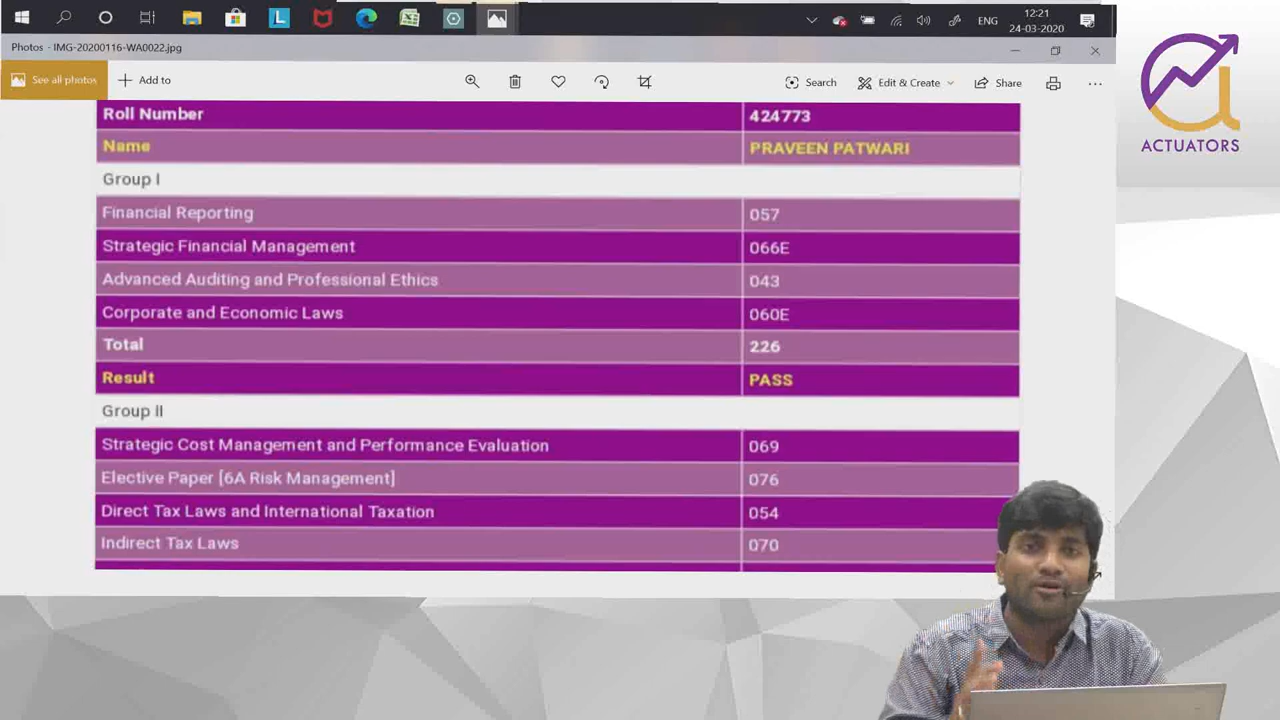 12:21
ENG
24-03-2020
Photos - IMG-20200116-WA0022.jpg
See all photos
Add to
Search
Edit & Create
Share
ACTUATORS
Roll Number 424773
Name PRAVEEN PATWARI
Group I
Financial Reporting 057
Strategic Financial Management 066E
Advanced Auditing and Professional Ethics 043
Corporate and Economic Laws 060E
Total 226
Result PASS
Group II
Strategic Cost Management and Performance Evaluation 069
Elective Paper [6A Risk Management] 076
Direct Tax Laws and International Taxation 054
Indirect Tax Laws 070